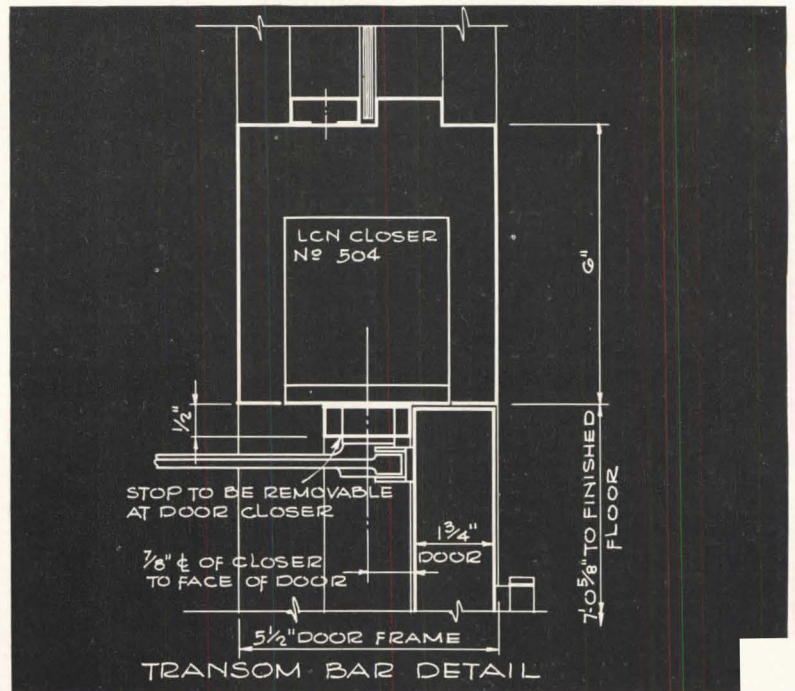 LCN CLOSER
Nº 504
6"
1/2"
STOP TO BE REMOVABLE
AT DOOR CLOSER
1 3/4"
DOOR
7/8" ℄ OF CLOSER
TO FACE OF DOOR
7'-0 5/8" TO FINISHED
FLOOR
5 1/2" DOOR FRAME
TRANSOM BAR DETAIL